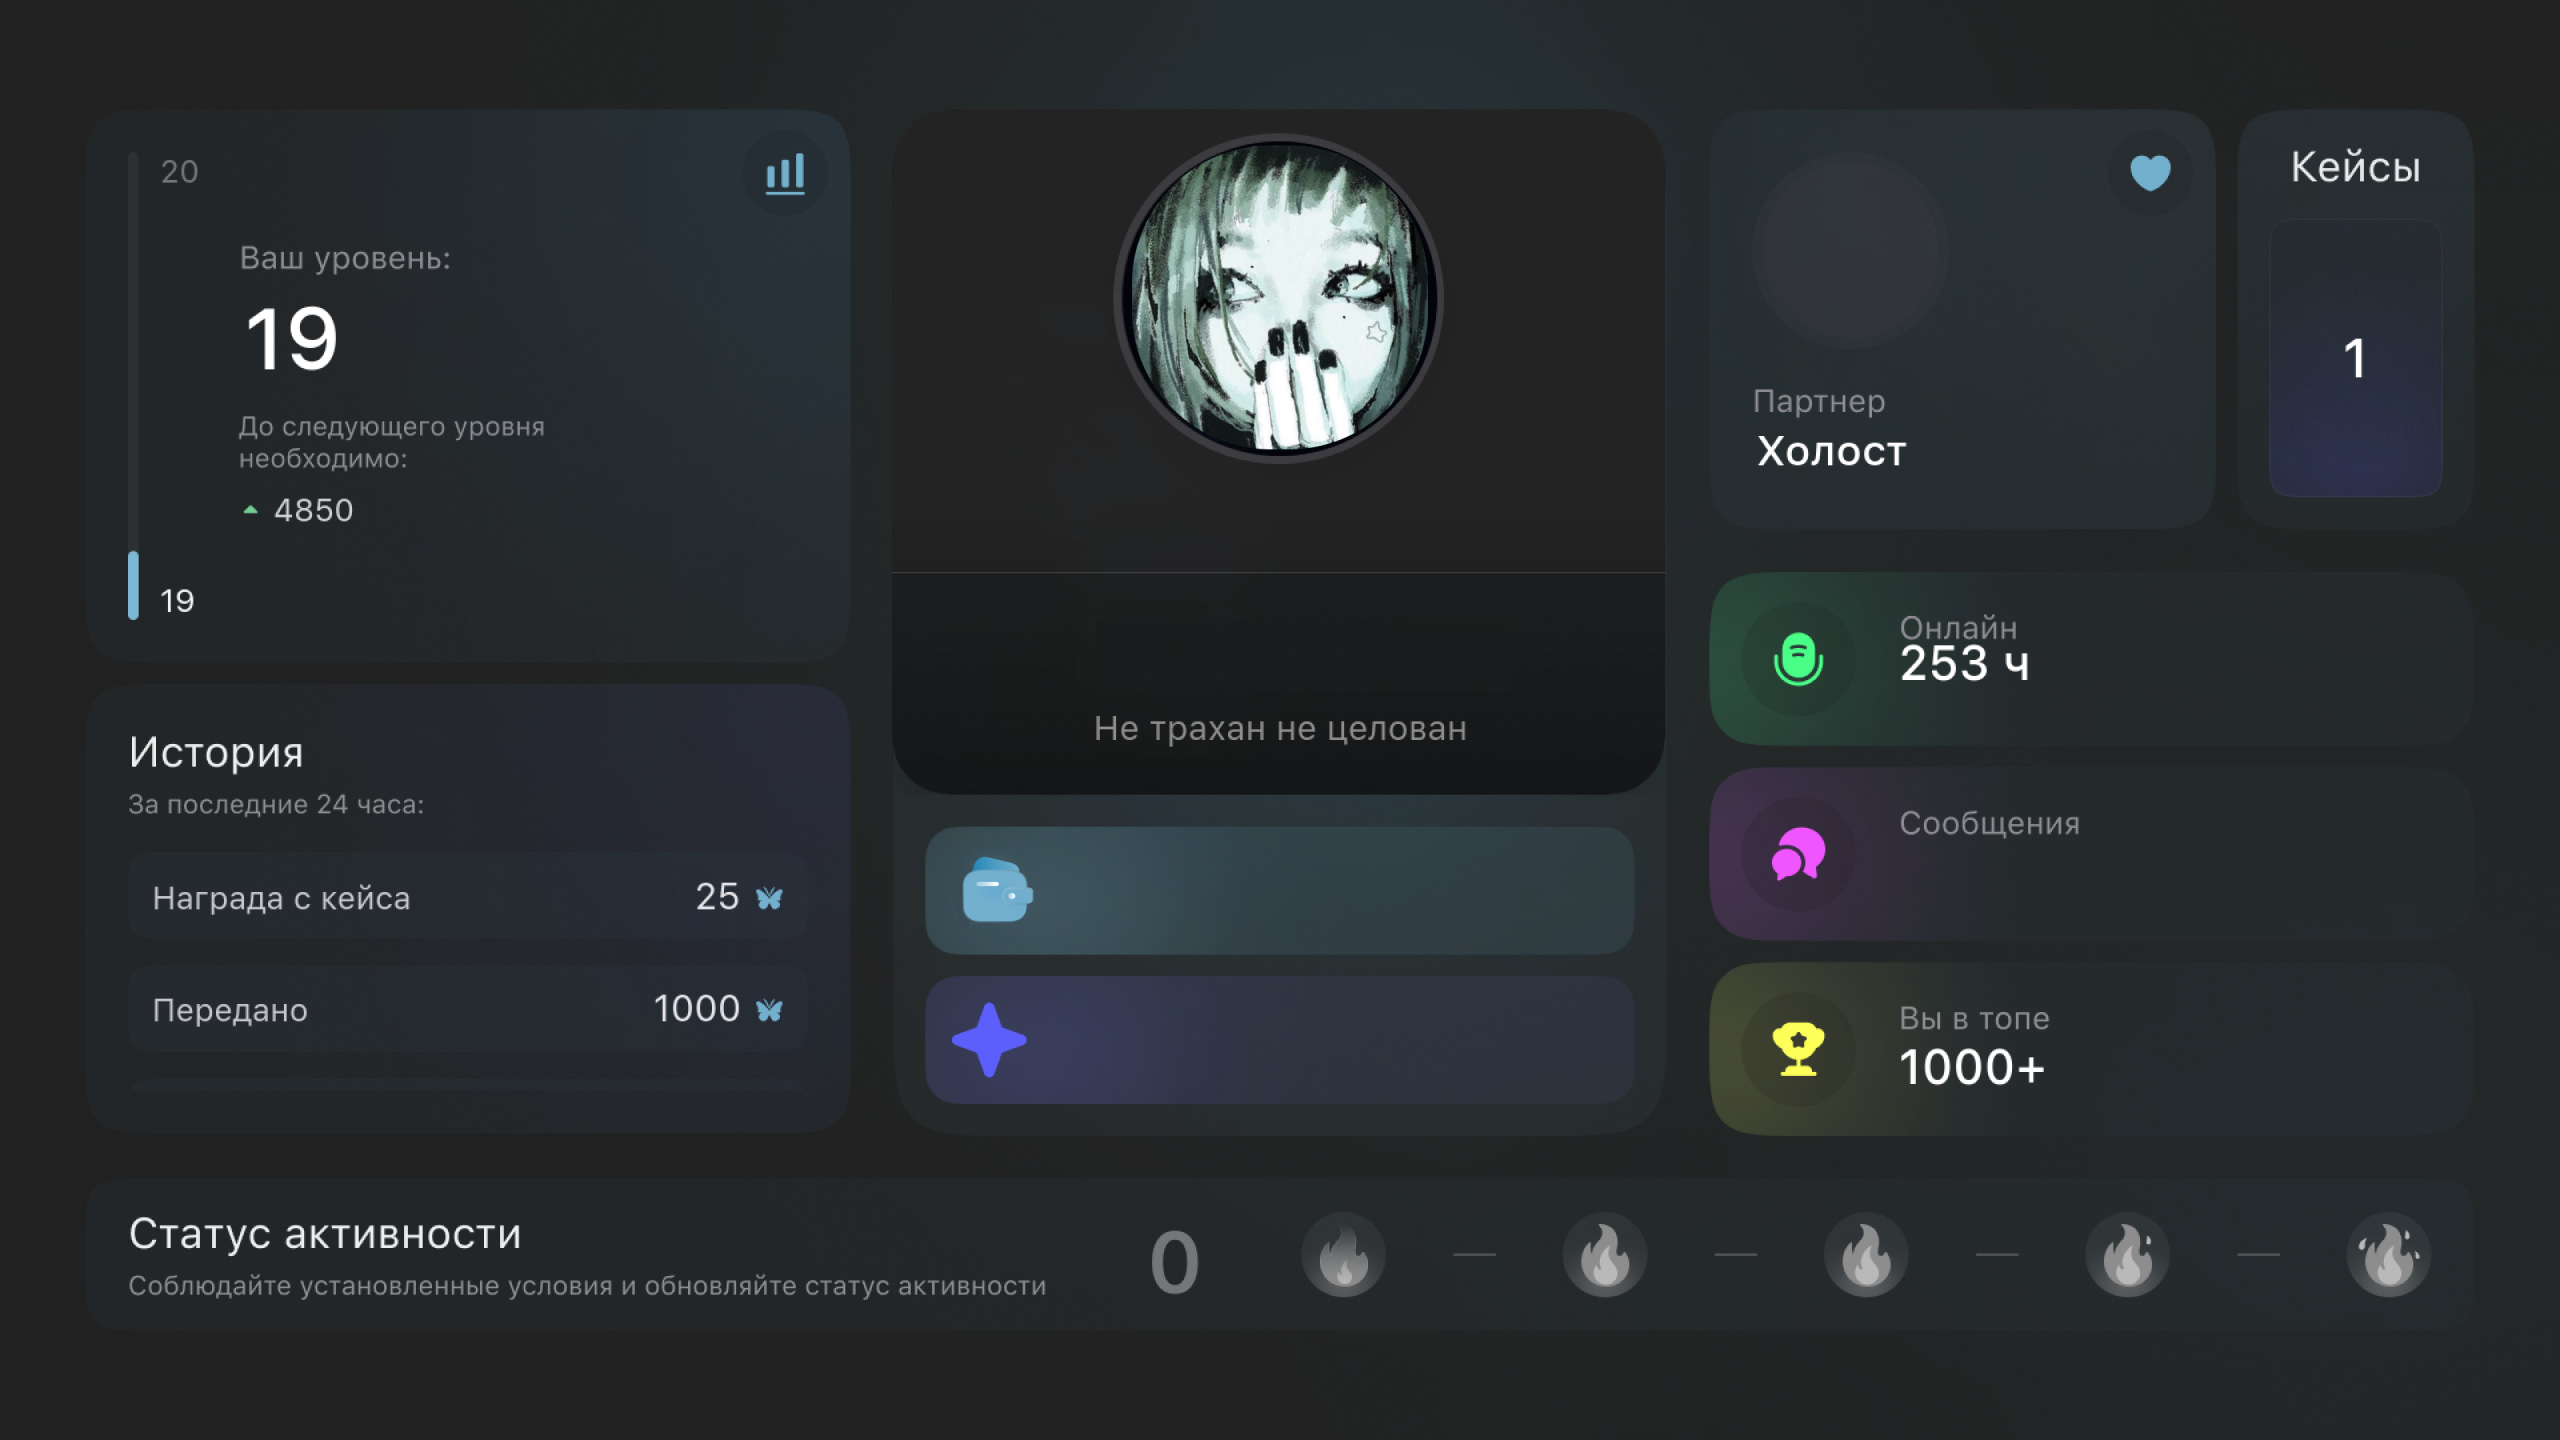 20
Ваш уровень:
19
До следующего уровня
необходимо:
4850
19
История
За последние 24 часа:
Награда с кейса 25
Передано 1000
Не трахан не целован
Партнер
Холост
Кейсы
1
Онлайн
253 ч
Сообщения
Вы в топе
1000+
Статус активности
Соблюдайте установленные условия и обновляйте статус активности
0